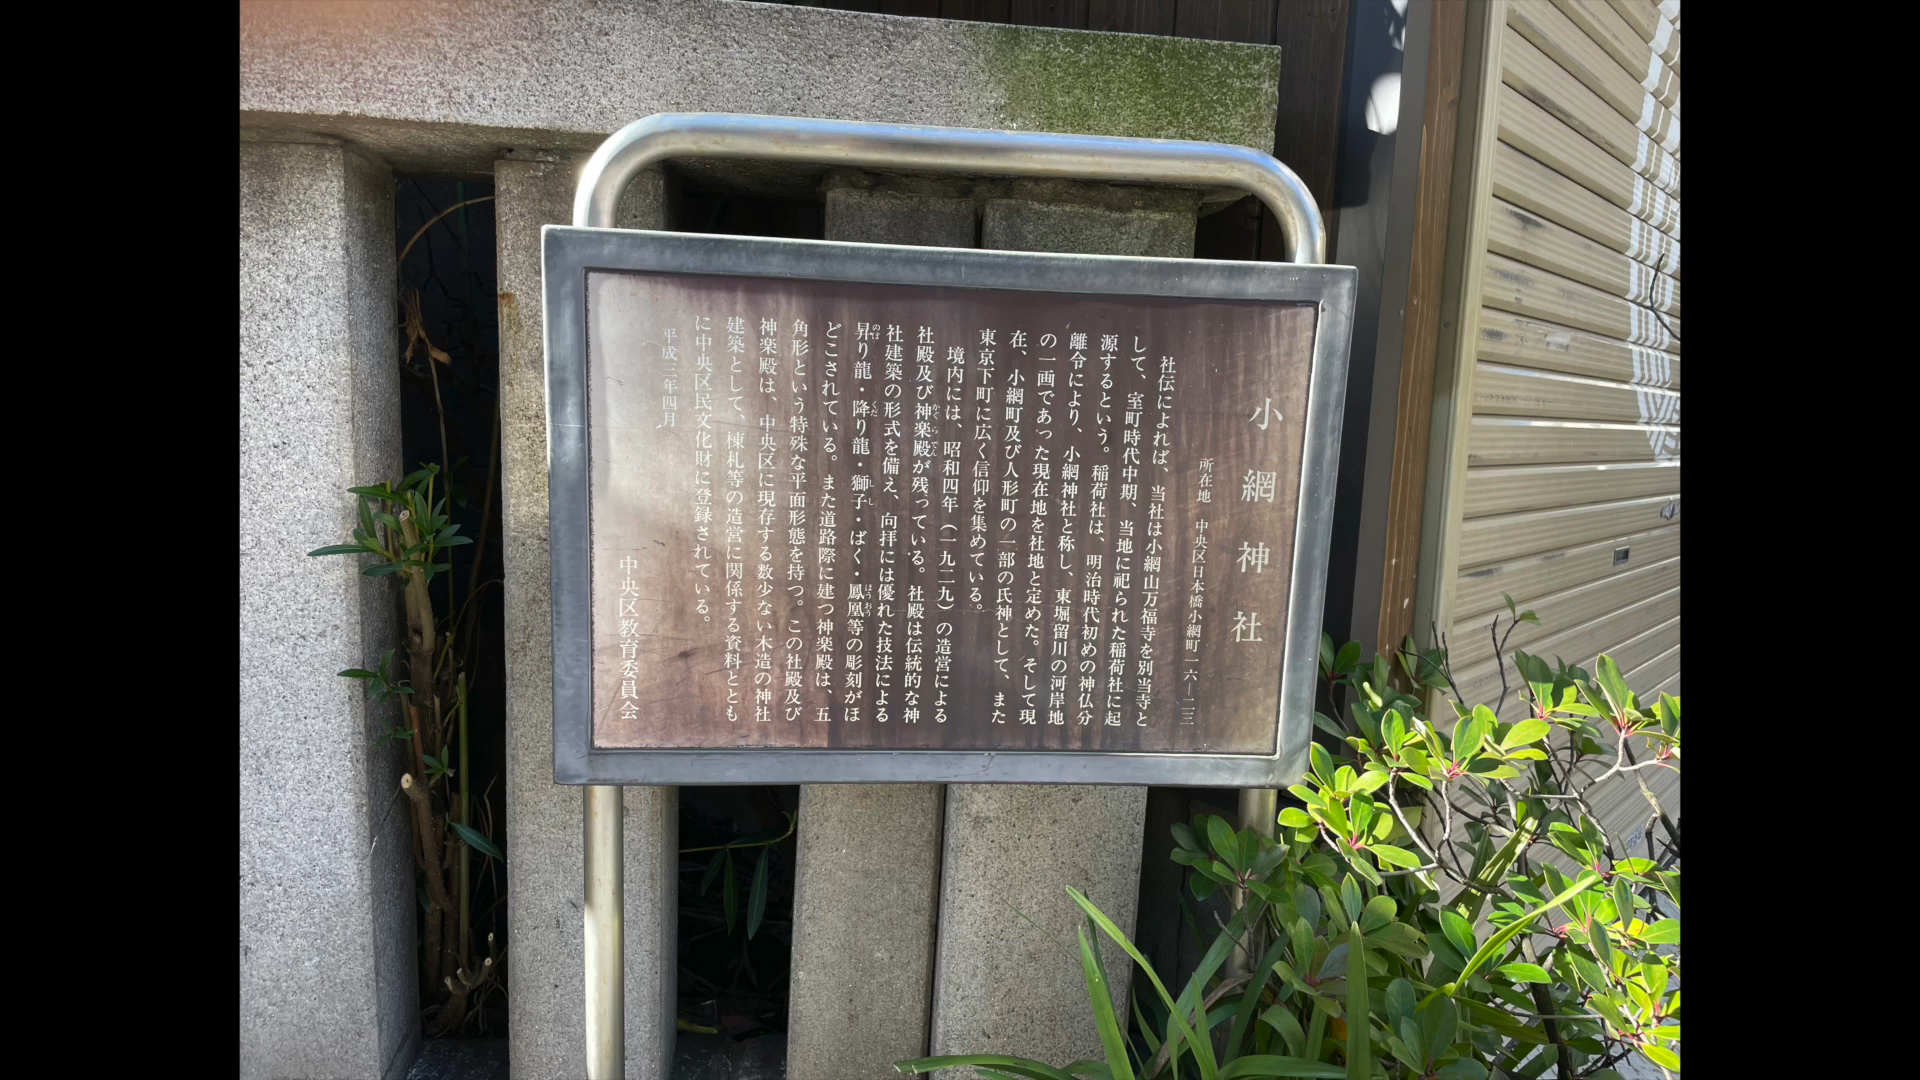 小網神社
所在地 中央区日本橋小網町一六―二三
社伝によれば、当社は小網山万福寺を別当寺と
して、室町時代中期、当地に祀られた稲荷社に起
源するという。稲荷社は、明治時代初めの神仏分
離令により、小網神社と称し、東堀留川の河岸地
の一画であった現在地を社地と定めた。そして現
在、小網町及び人形町の一部の氏神として、また
東京下町に広く信仰を集めている。
境内には、昭和四年（一九二九）の造営による
社殿及び神楽殿が残っている。社殿は伝統的な神
社建築の形式を備え、向拝には優れた技法による
昇り龍・降り龍・獅子・ばく・鳳凰等の彫刻がほ
どこされている。また道路際に建つ神楽殿は、五
角形という特殊な平面形態を持つ。この社殿及び
神楽殿は、中央区に現存する数少ない木造の神社
建築として、棟札等の造営に関係する資料ととも
に中央区民文化財に登録されている。
平成三年四月
中央区教育委員会